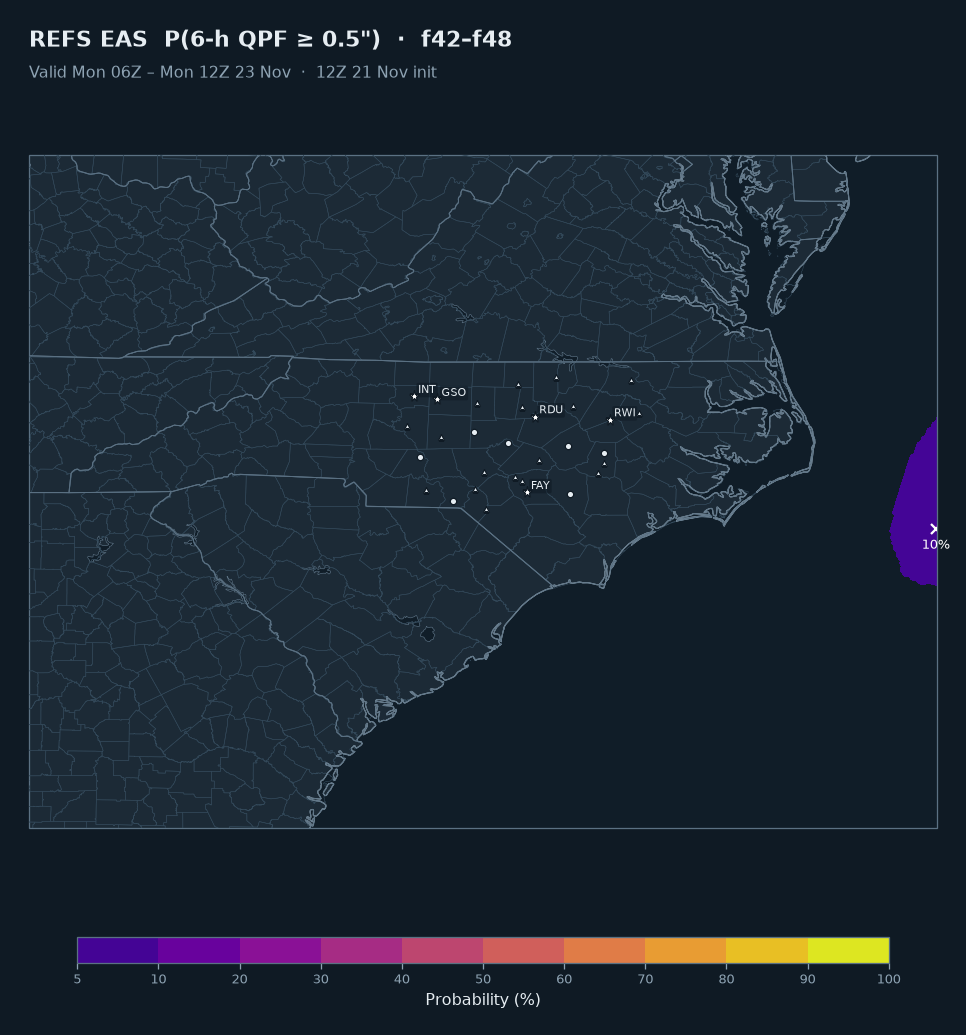 REFS EAS  P(6-h QPF ≥ 0.5")  ·  f42–f48
Valid Mon 06Z – Mon 12Z 23 Nov  ·  12Z 21 Nov init
INT
GSO
RDU
RWI
FAY
10%
5 10 20 30 40 50 60 70 80 90 100
Probability (%)